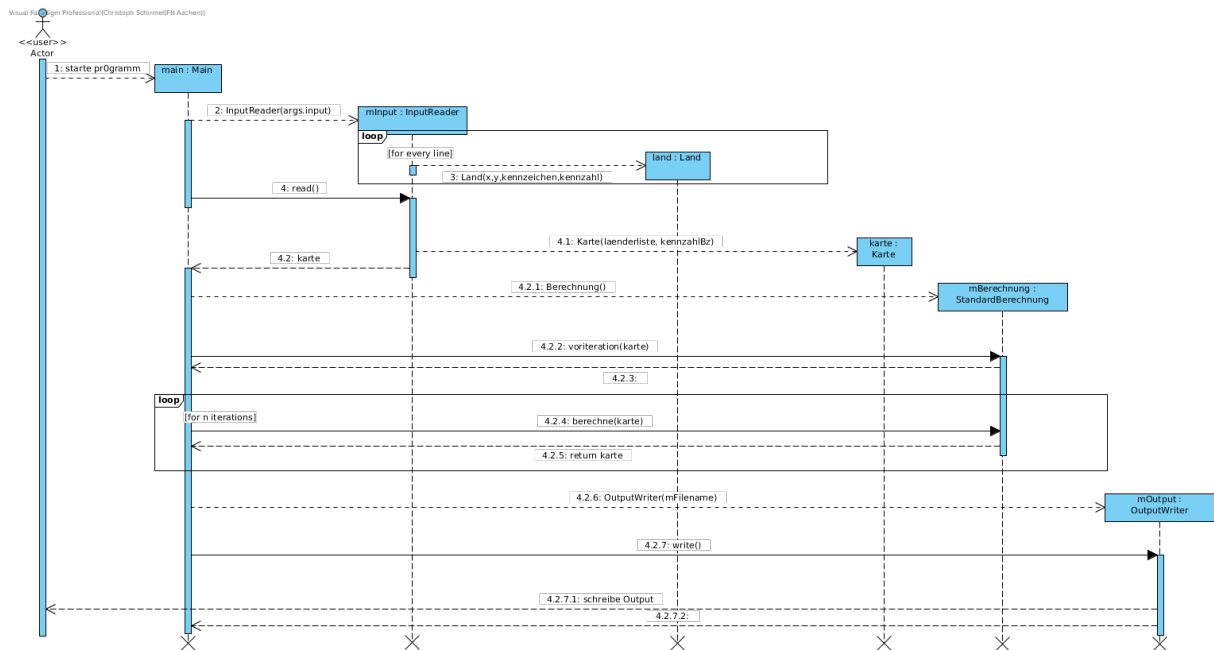 Visual Paradigm Professional(Christoph Schinmel(FH Aachen))
<<user>>
Actor
1: starte pr0gramm
main : Main
2: InputReader(args.input)
mInput : InputReader
loop
[for every line]
land : Land
3: Land(x,y,kennzeichen,kennzahl)
4: read()
4.1: Karte(laenderliste, kennzahlBz)
karte :
Karte
4.2: karte
4.2.1: Berechnung()
mBerechnung :
StandardBerechnung
4.2.2: voriteration(karte)
4.2.3:
loop
[for n iterations]
4.2.4: berechne(karte)
4.2.5: return karte
4.2.6: OutputWriter(mFilename)
mOutput :
OutputWriter
4.2.7: write()
4.2.7.1: schreibe Output
4.2.7.2: